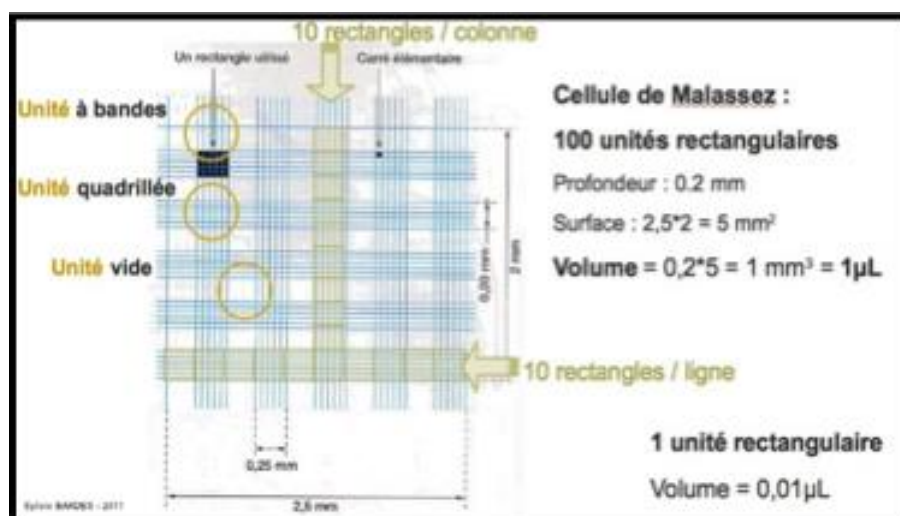 10 rectangles / colonne
Un rectangle utilisé
Carré élémentaire
Unité à bandes
Unité quadrillée
Unité vide
Cellule de Malassez :
100 unités rectangulaires
Profondeur : 0.2 mm
Surface : 2,5*2 = 5 mm²
Volume = 0,2*5 = 1 mm³ = 1µL
2 mm
0,20 mm
10 rectangles / ligne
0,25 mm
2,5 mm
1 unité rectangulaire
Volume = 0,01µL